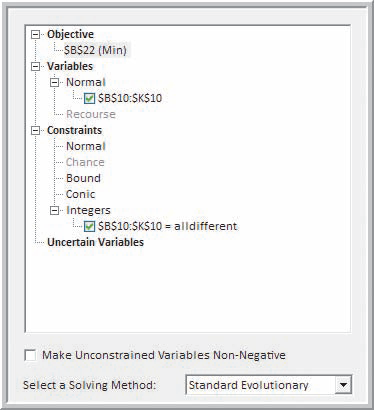 Objective
$B$22 (Min)
Variables
Normal
$B$10:$K$10
Recourse
Constraints
Normal
Chance
Bound
Conic
Integers
$B$10:$K$10 = alldifferent
Uncertain Variables
Make Unconstrained Variables Non-Negative
Select a Solving Method: Standard Evolutionary